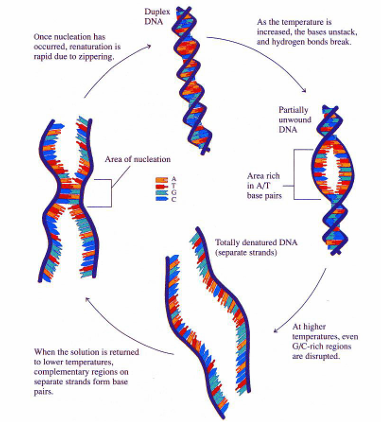 Duplex
DNA
Once nucleation has
occurred, renaturation is
rapid due to zippering.
As the temperature is
increased, the bases unstack,
and hydrogen bonds break.
Partially
unwound
DNA
Area of nucleation
A
T
G
C
Area rich
in A/T
base pairs
Totally denatured DNA
(separate strands)
At higher
temperatures, even
G/C-rich regions
are disrupted.
When the solution is returned
to lower temperatures,
complementary regions on
separate strands form base
pairs.